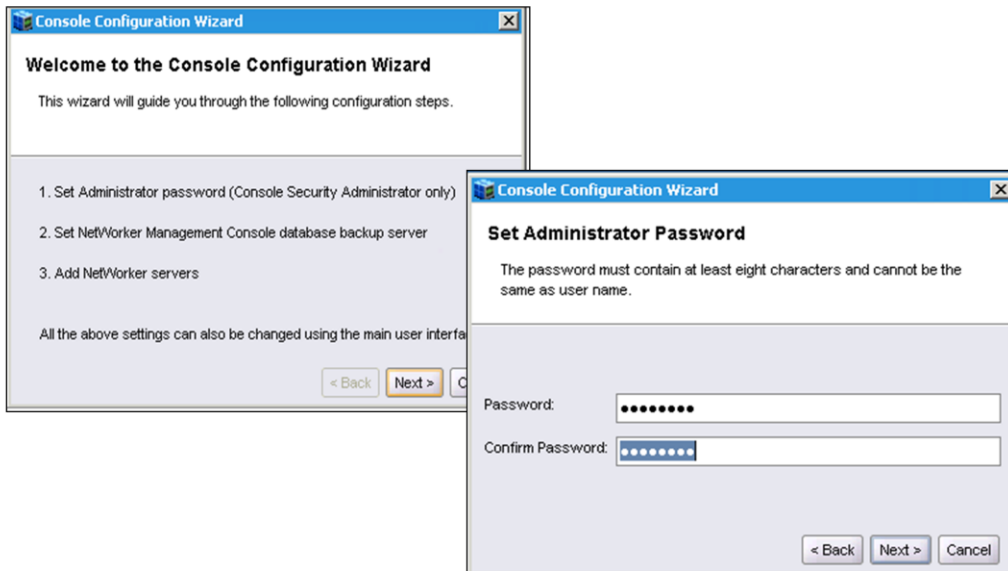 Console Configuration Wizard
Welcome to the Console Configuration Wizard
This wizard will guide you through the following configuration steps.
1. Set Administrator password (Console Security Administrator only)
2. Set NetWorker Management Console database backup server
3. Add NetWorker servers
All the above settings can also be changed using the main user
< Back Next >
Console Configuration Wizard
Set Administrator Password
The password must contain at least eight characters and cannot be the
same as user name.
Password:
Confirm Password:
< Back Next > Cancel